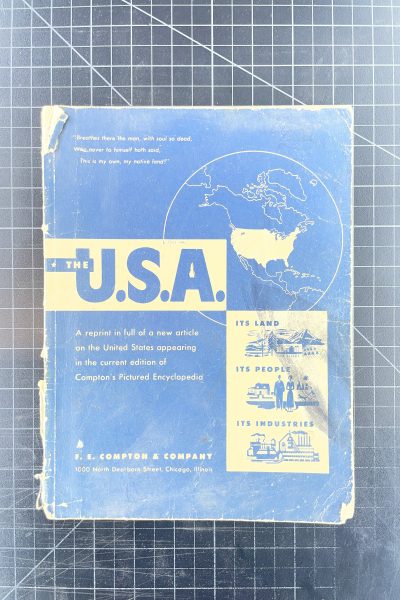 "Breathes there the man, with soul so dead,
Who never to himself hath said,
This is my own, my native land?"
THE
U.S.A.
A reprint in full of a new article
on the United States appearing
in the current edition of
Compton's Pictured Encyclopedia
ITS LAND
ITS PEOPLE
ITS INDUSTRIES
F. E. COMPTON & COMPANY
1000 North Dearborn Street, Chicago, Illinois